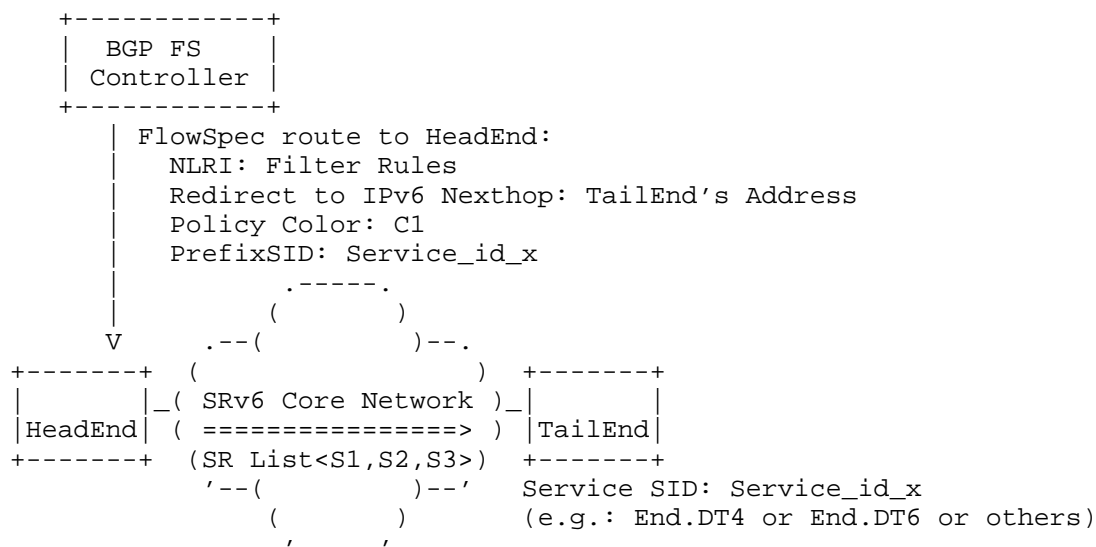 BGP FS
Controller
FlowSpec route to HeadEnd:
NLRI: Filter Rules
Redirect to IPv6 Nexthop: TailEnd's Address
Policy Color: C1
PrefixSID: Service_id_x
V
SRv6 Core Network
HeadEnd ================> TailEnd
(SR List<S1,S2,S3>)
Service SID: Service_id_x
(e.g.: End.DT4 or End.DT6 or others)